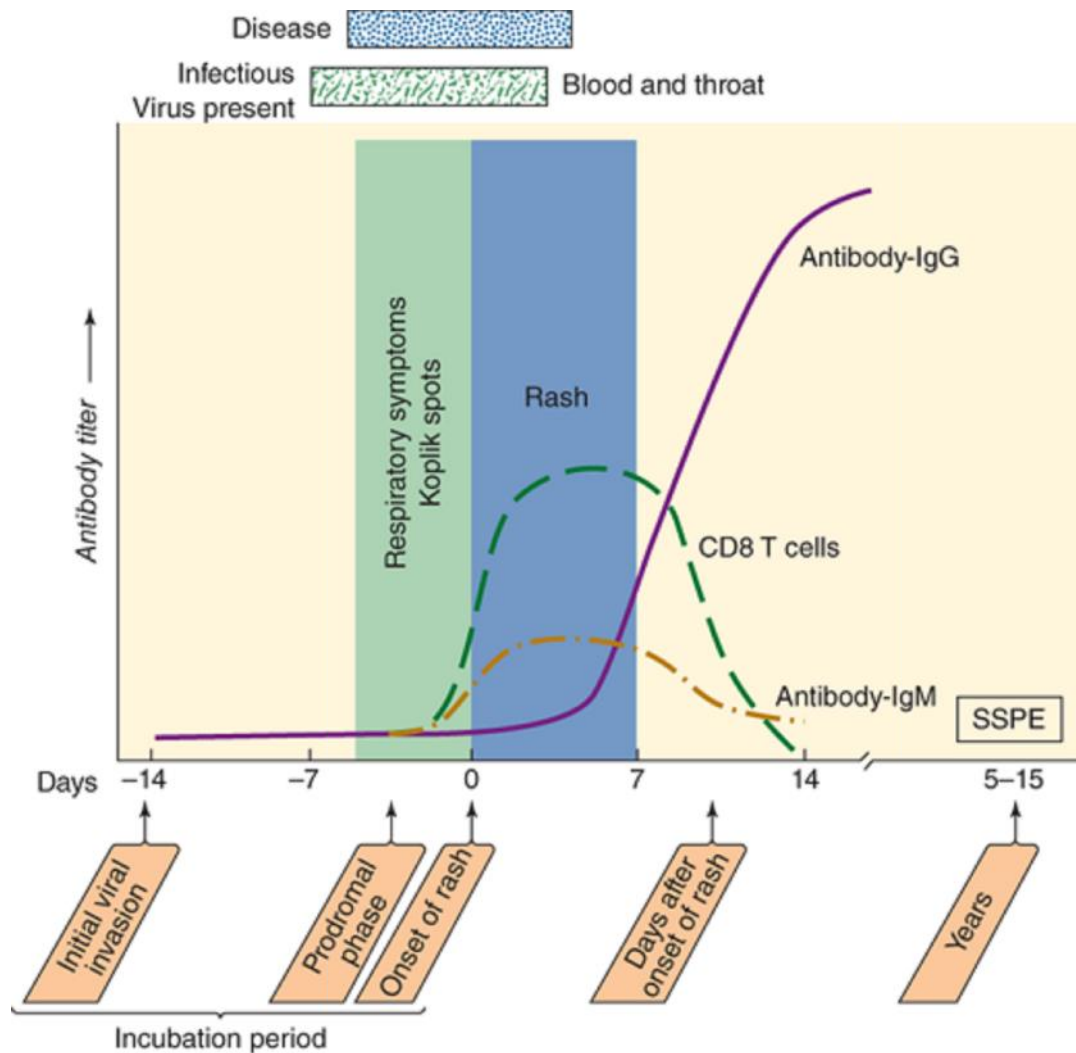 Disease
Infectious
Virus present
Blood and throat
Antibody titer
Respiratory symptoms
Koplik spots
Rash
Antibody-IgG
CD8 T cells
Antibody-IgM
SSPE
Days
–14
–7
0
7
14
5–15
Initial viral
invasion
Prodromal
phase
Onset of rash
Days after
onset of rash
Years
Incubation period